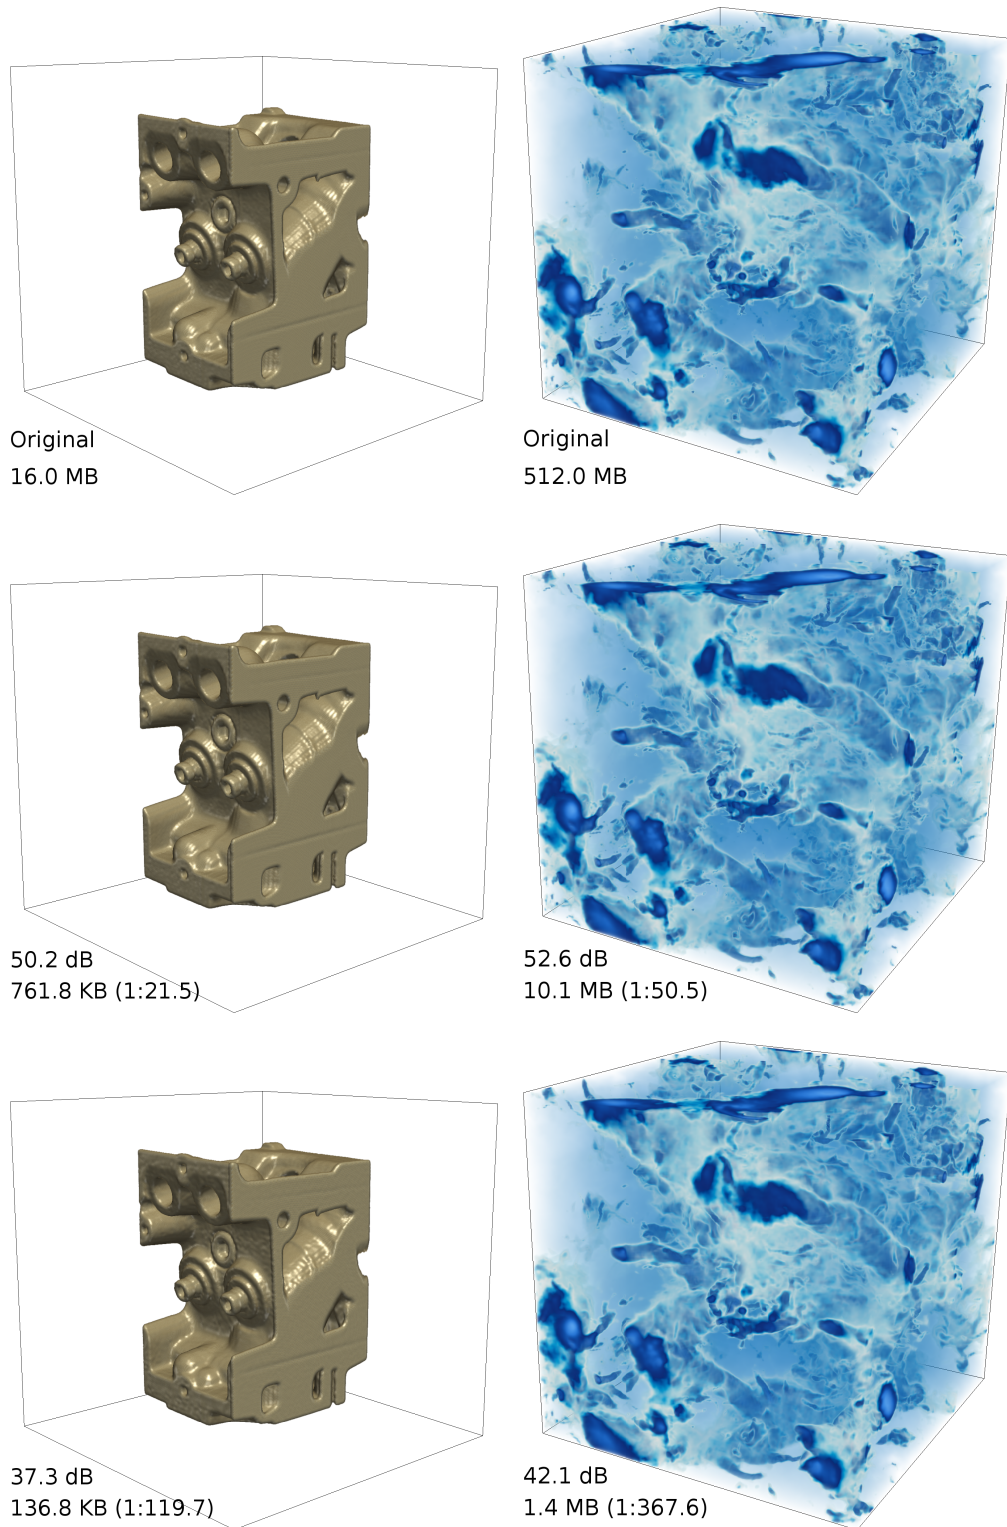 Original
16.0 MB
Original
512.0 MB
50.2 dB
761.8 KB (1:21.5)
52.6 dB
10.1 MB (1:50.5)
37.3 dB
136.8 KB (1:119.7)
42.1 dB
1.4 MB (1:367.6)